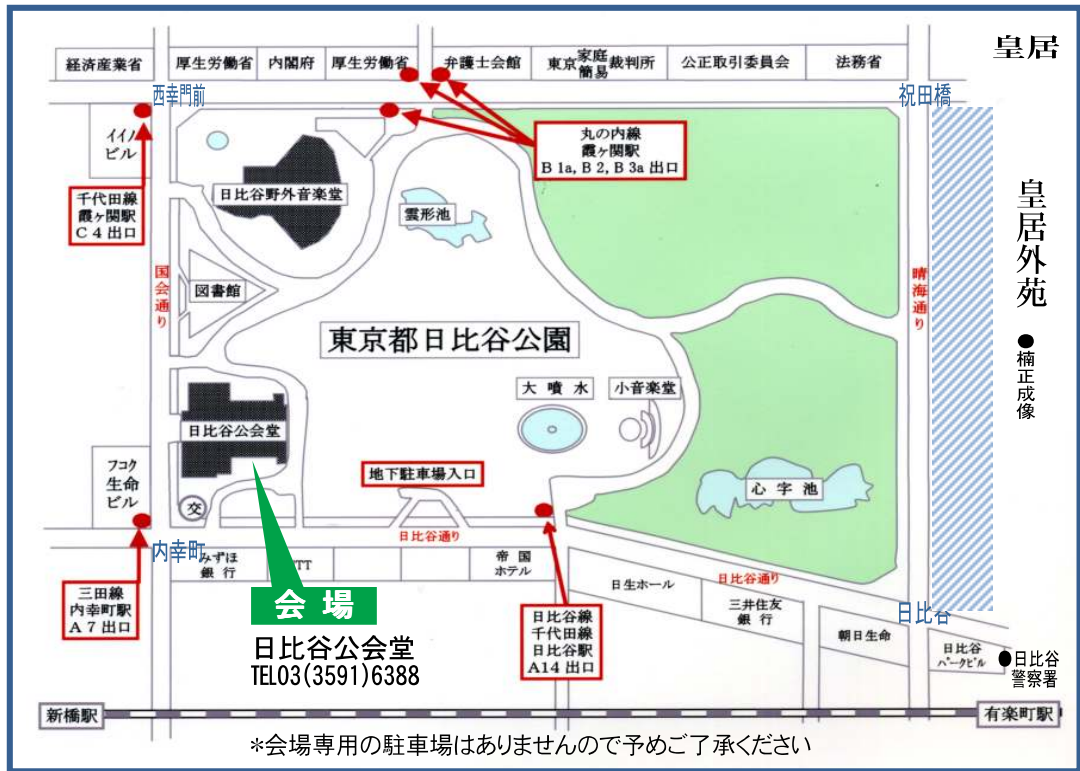 皇居
経済産業省
厚生労働省
内閣府
厚生労働省
弁護士会館
東京家庭簡易裁判所
公正取引委員会
法務省
西幸門前
祝田橋
イイノ
ビル
丸の内線
霞ヶ関駅
B1a,B2,B3a出口
日比谷野外音楽堂
千代田線
霞ヶ関駅
C4出口
雲形池
皇居外苑
国会通り
図書館
晴海通り
東京都日比谷公園
●楠正成像
大噴水
小音楽堂
日比谷公会堂
フコク
生命
ビル
地下駐車場入口
心字池
交
日比谷通り
内幸町
みずほ
銀行
TT
帝国
ホテル
日生ホール
日比谷通り
三井住友
銀行
朝日生命
日比谷
日比谷
パークビル
●日比谷
警察署
三田線
内幸町駅
A7出口
会場
日比谷公会堂
TEL03(3591)6388
日比谷線
千代田線
日比谷駅
A14出口
新橋駅
有楽町駅
*会場専用の駐車場はありませんので予めご了承ください